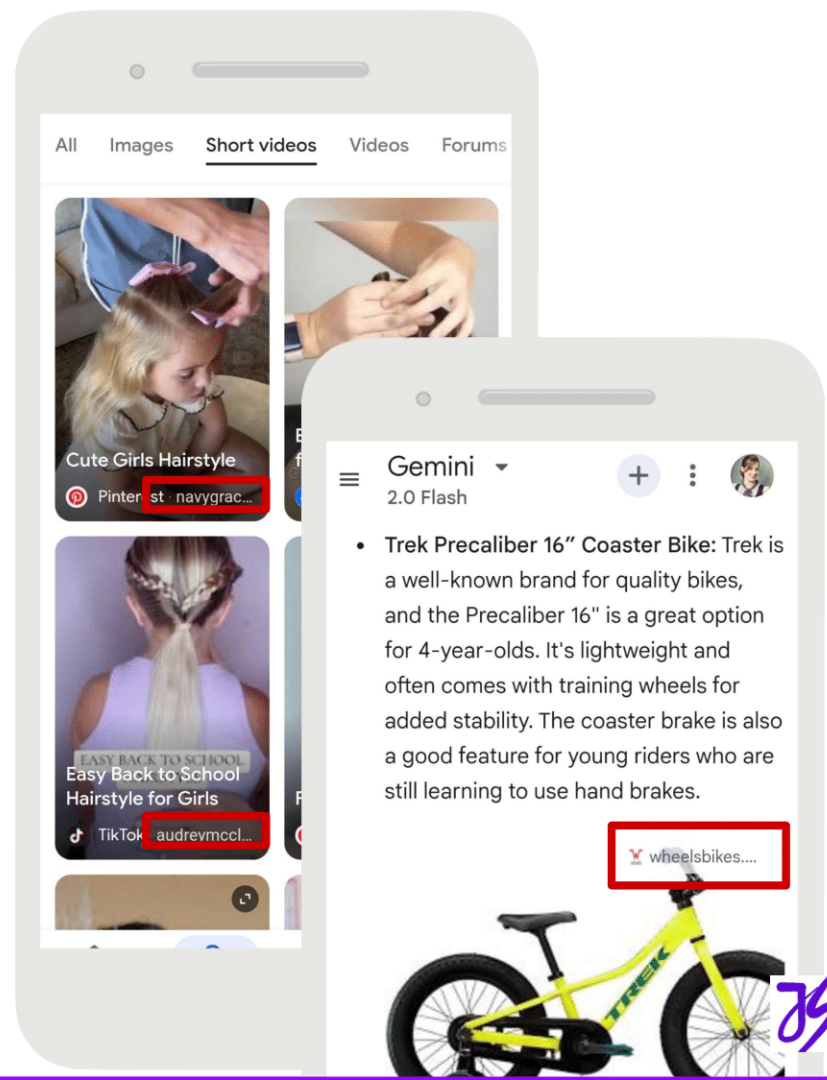 All Images Short videos Videos Forums
Cute Girls Hairstyle
Pinterest · navygrac...
EASY BACK TO SCHOOL
Easy Back to School
Hairstyle for Girls
TikTok · audreymccl...
Gemini
2.0 Flash
• Trek Precaliber 16” Coaster Bike: Trek is
a well-known brand for quality bikes,
and the Precaliber 16" is a great option
for 4-year-olds. It's lightweight and
often comes with training wheels for
added stability. The coaster brake is also
a good feature for young riders who are
still learning to use hand brakes.
wheelsbikes....
TREK